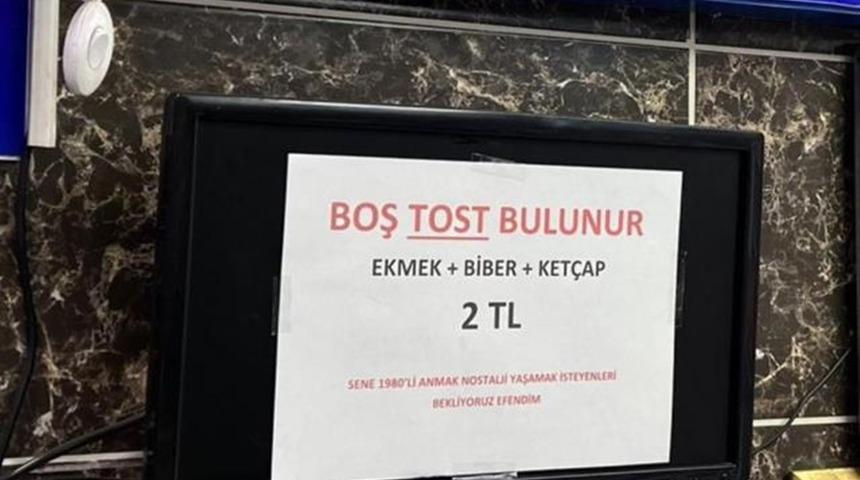 BOŞ TOST BULUNUR
EKMEK + BİBER + KETÇAP
2 TL
SENE 1980'Lİ ANMAK NOSTALJİ YAŞAMAK İSTEYENLERİ
BEKLİYORUZ EFENDİM